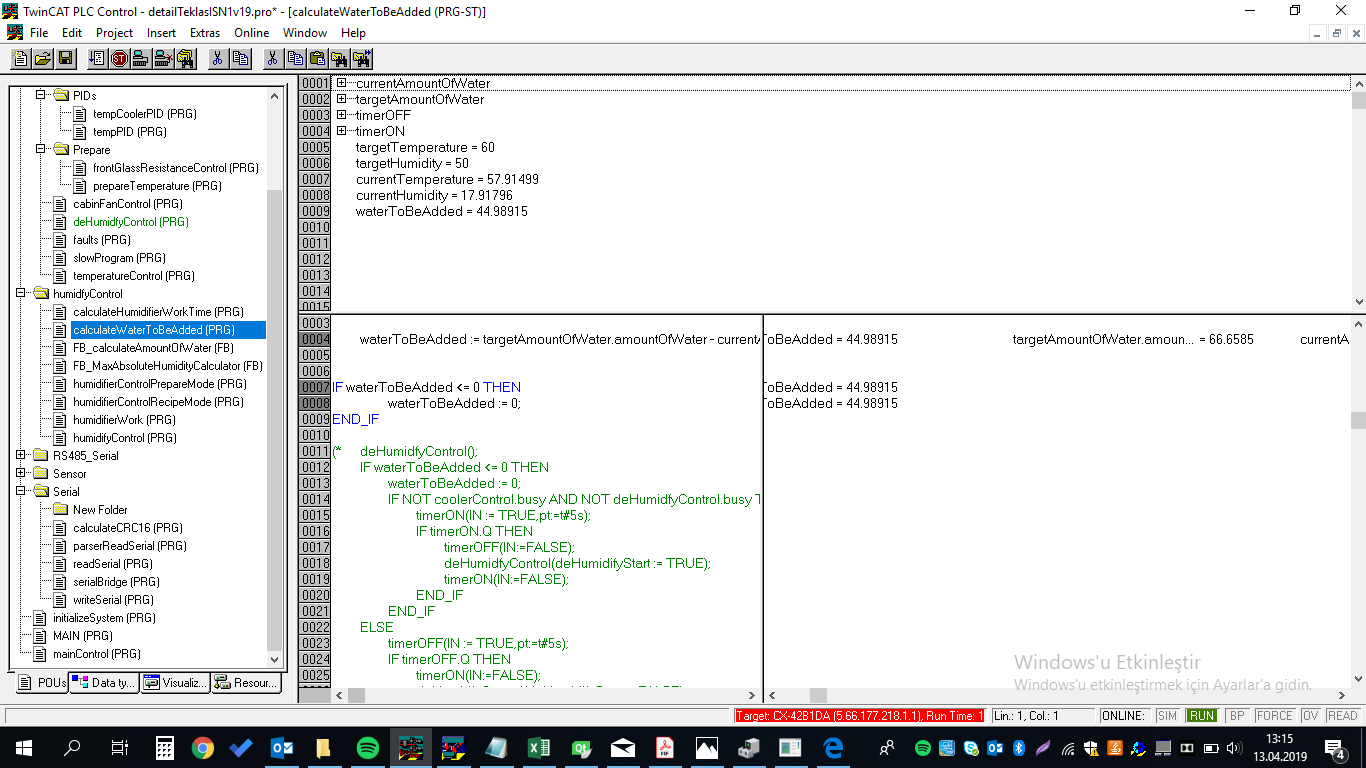 TwinCAT PLC Control - detailTeklasISN1v19.pro* - [calculateWaterToBeAdded (PRG-ST)]
File Edit Project Insert Extras Online Window Help
PIDs
tempCoolerPID (PRG)
tempPID (PRG)
Prepare
frontGlassResistanceControl (PRG)
prepareTemperature (PRG)
cabinFanControl (PRG)
deHumidfyControl (PRG)
faults (PRG)
slowProgram (PRG)
temperatureControl (PRG)
humidfyControl
calculateHumidifierWorkTime (PRG)
calculateWaterToBeAdded (PRG)
FB_calculateAmountOfWater (FB)
FB_MaxAbsoluteHumidityCalculator (FB)
humidifierControlPrepareMode (PRG)
humidifierControlRecipeMode (PRG)
humidifierWork (PRG)
humidifyControl (PRG)
RS485_Serial
Sensor
Serial
New Folder
calculateCRC16 (PRG)
parserReadSerial (PRG)
readSerial (PRG)
serialBridge (PRG)
writeSerial (PRG)
initializeSystem (PRG)
MAIN (PRG)
mainControl (PRG)
POUs Data ty... Visualiz... Resour...
0001 currentAmountOfWater
0002 targetAmountOfWater
0003 timerOFF
0004 timerON
0005 targetTemperature = 60
0006 targetHumidity = 50
0007 currentTemperature = 57.91499
0008 currentHumidity = 17.91796
0009 waterToBeAdded = 44.98915
0010
0011
0012
0013
0014
0015
0003
0004 waterToBeAdded := targetAmountOfWater.amountOfWater - currentA
0005
0006
0007 IF waterToBeAdded <= 0 THEN
0008 waterToBeAdded := 0;
0009 END_IF
0010
0011 (* deHumidfyControl();
0012 IF waterToBeAdded <= 0 THEN
0013 waterToBeAdded := 0;
0014 IF NOT coolerControl.busy AND NOT deHumidfyControl.busy T
0015 timerON(IN := TRUE,pt:=t#5s);
0016 IF timerON.Q THEN
0017 timerOFF(IN:=FALSE);
0018 deHumidfyControl(deHumidifyStart := TRUE);
0019 timerON(IN:=FALSE);
0020 END_IF
0021 END_IF
0022 ELSE
0023 timerOFF(IN := TRUE,pt:=t#5s);
0024 IF timerOFF.Q THEN
0025 timerON(IN:=FALSE);
ToBeAdded = 44.98915 targetAmountOfWater.amoun... = 66.6585 currentA
ToBeAdded = 44.98915
ToBeAdded = 44.98915
Windows'u Etkinleştir
Windows'u etkinleştirmek için Ayarlar'a gidin.
Target: CX-42B1DA (5.66.177.218.1.1), Run Time: 1 Lin.: 1, Col.: 1 ONLINE: SIM RUN BP FORCE OV READ
13:15
13.04.2019
4